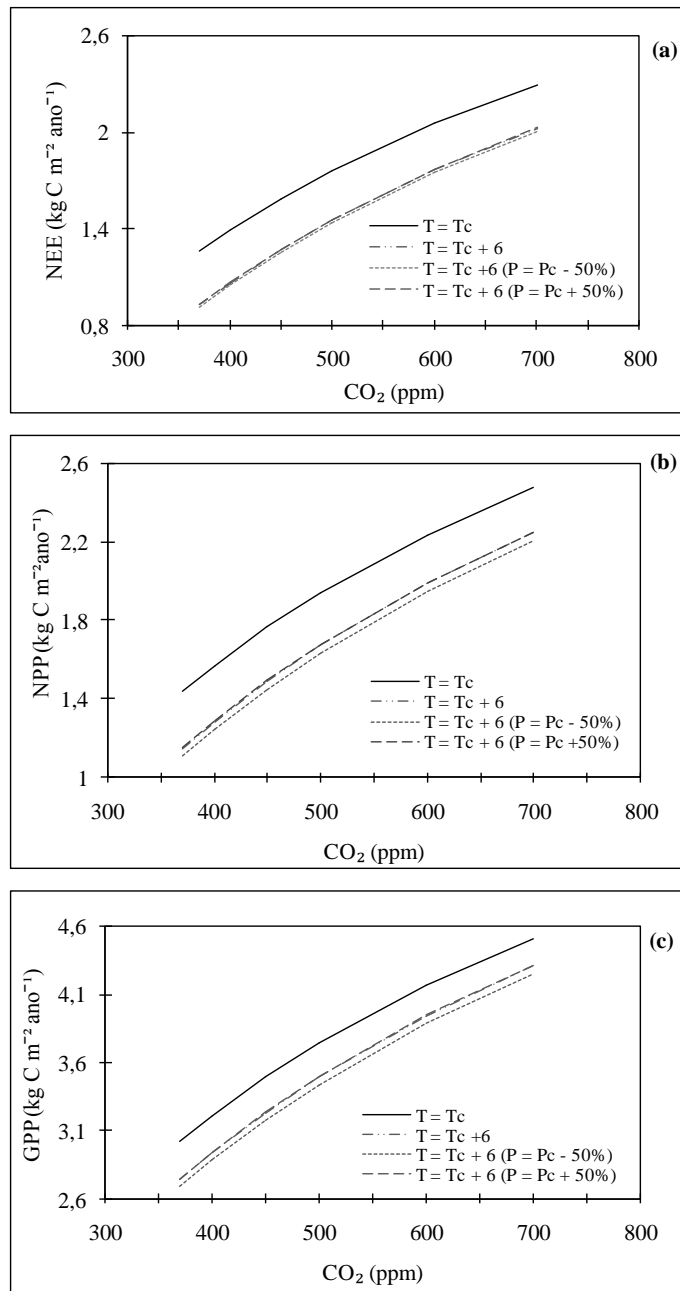 (a)
NEE (kg C m⁻² ano⁻¹)
2,6
2
1,4
0,8
T = Tc
T = Tc + 6
T = Tc +6 (P = Pc - 50%)
T = Tc + 6 (P = Pc + 50%)
300 400 500 600 700 800
CO₂ (ppm)
(b)
NPP (kg C m⁻²ano⁻¹)
2,6
2,2
1,8
1,4
1
T = Tc
T = Tc + 6
T = Tc + 6 (P = Pc - 50%)
T = Tc + 6 (P = Pc +50%)
300 400 500 600 700 800
CO₂ (ppm)
(c)
GPP (kg C m⁻² ano⁻¹)
4,6
4,1
3,6
3,1
2,6
T = Tc
T = Tc +6
T = Tc + 6 (P = Pc - 50%)
T = Tc + 6 (P = Pc + 50%)
300 400 500 600 700 800
CO₂ (ppm)